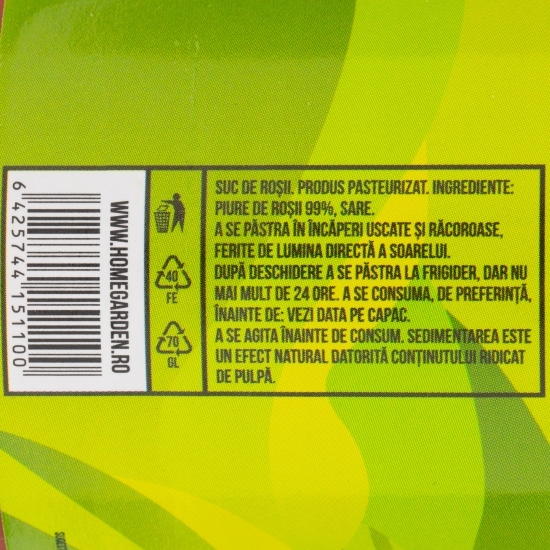 SUC DE ROȘII. PRODUS PASTEURIZAT. INGREDIENTE:
PIURE DE ROȘII 99%, SARE.
A SE PĂSTRA ÎN ÎNCĂPERI USCATE ȘI RĂCOROASE,
FERITE DE LUMINA DIRECTĂ A SOARELUI.
DUPĂ DESCHIDERE A SE PĂSTRA LA FRIGIDER, DAR NU
MAI MULT DE 24 ORE. A SE CONSUMA, DE PREFERINȚĂ,
ÎNAINTE DE: VEZI DATA PE CAPAC.
A SE AGITA ÎNAINTE DE CONSUM. SEDIMENTAREA ESTE
UN EFECT NATURAL DATORITĂ CONȚINUTULUI RIDICAT
DE PULPĂ.
40
FE
70
GL
WWW.HOMEGARDEN.RO
6 425744 151100